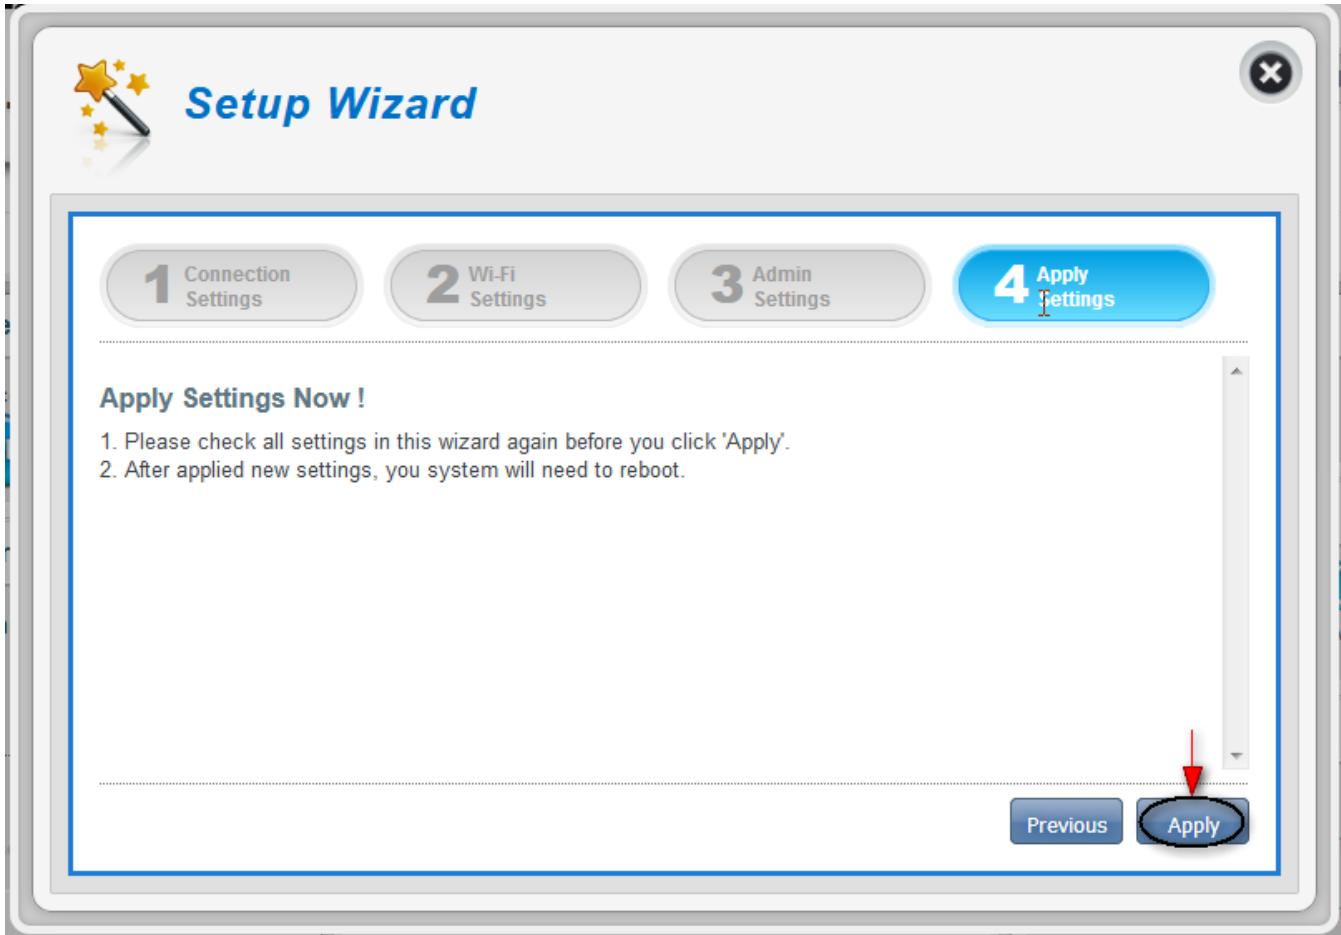 Setup Wizard
1 Connection Settings
2 Wi-Fi Settings
3 Admin Settings
4 Apply Settings
Apply Settings Now !
1. Please check all settings in this wizard again before you click 'Apply'.
2. After applied new settings, you system will need to reboot.
Previous
Apply